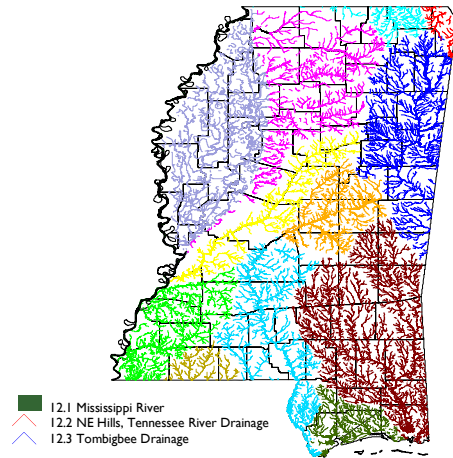 12.1 Mississippi River
12.2 NE Hills, Tennessee River Drainage
12.3 Tombigbee Drainage